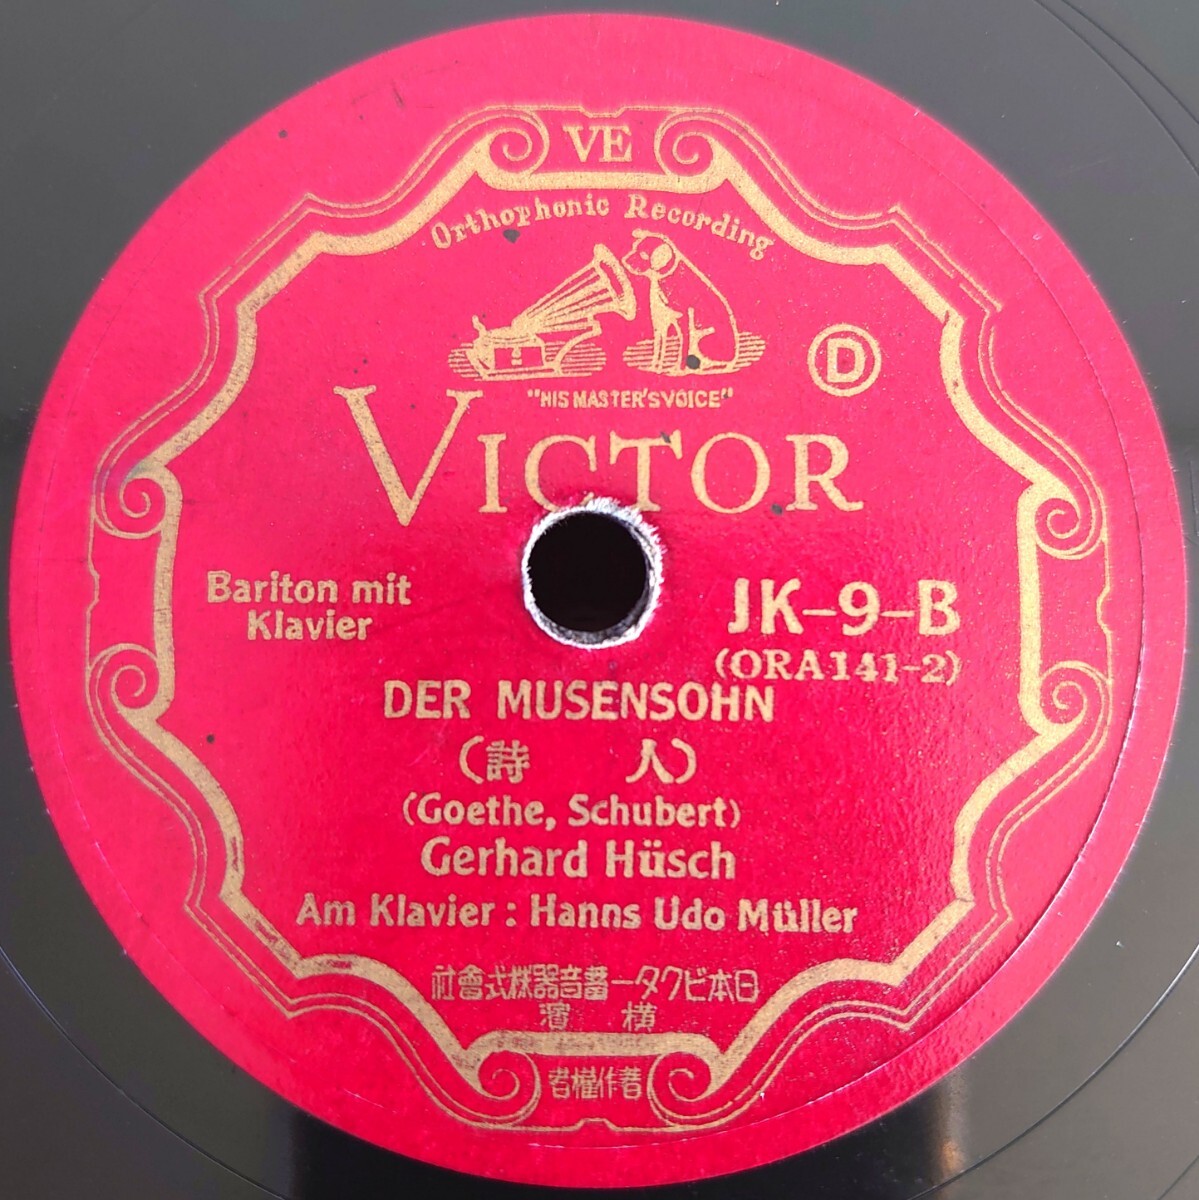 VE
Orthophonic Recording
"HIS MASTER'S VOICE"
D
VICTOR
Bariton mit
Klavier
JK-9-B
(ORA141-2)
DER MUSENSOHN
(詩人)
(Goethe, Schubert)
Gerhard Hüsch
Am Klavier : Hanns Udo Müller
日本ビクター蓄音器株式會社
横濱
著作權者